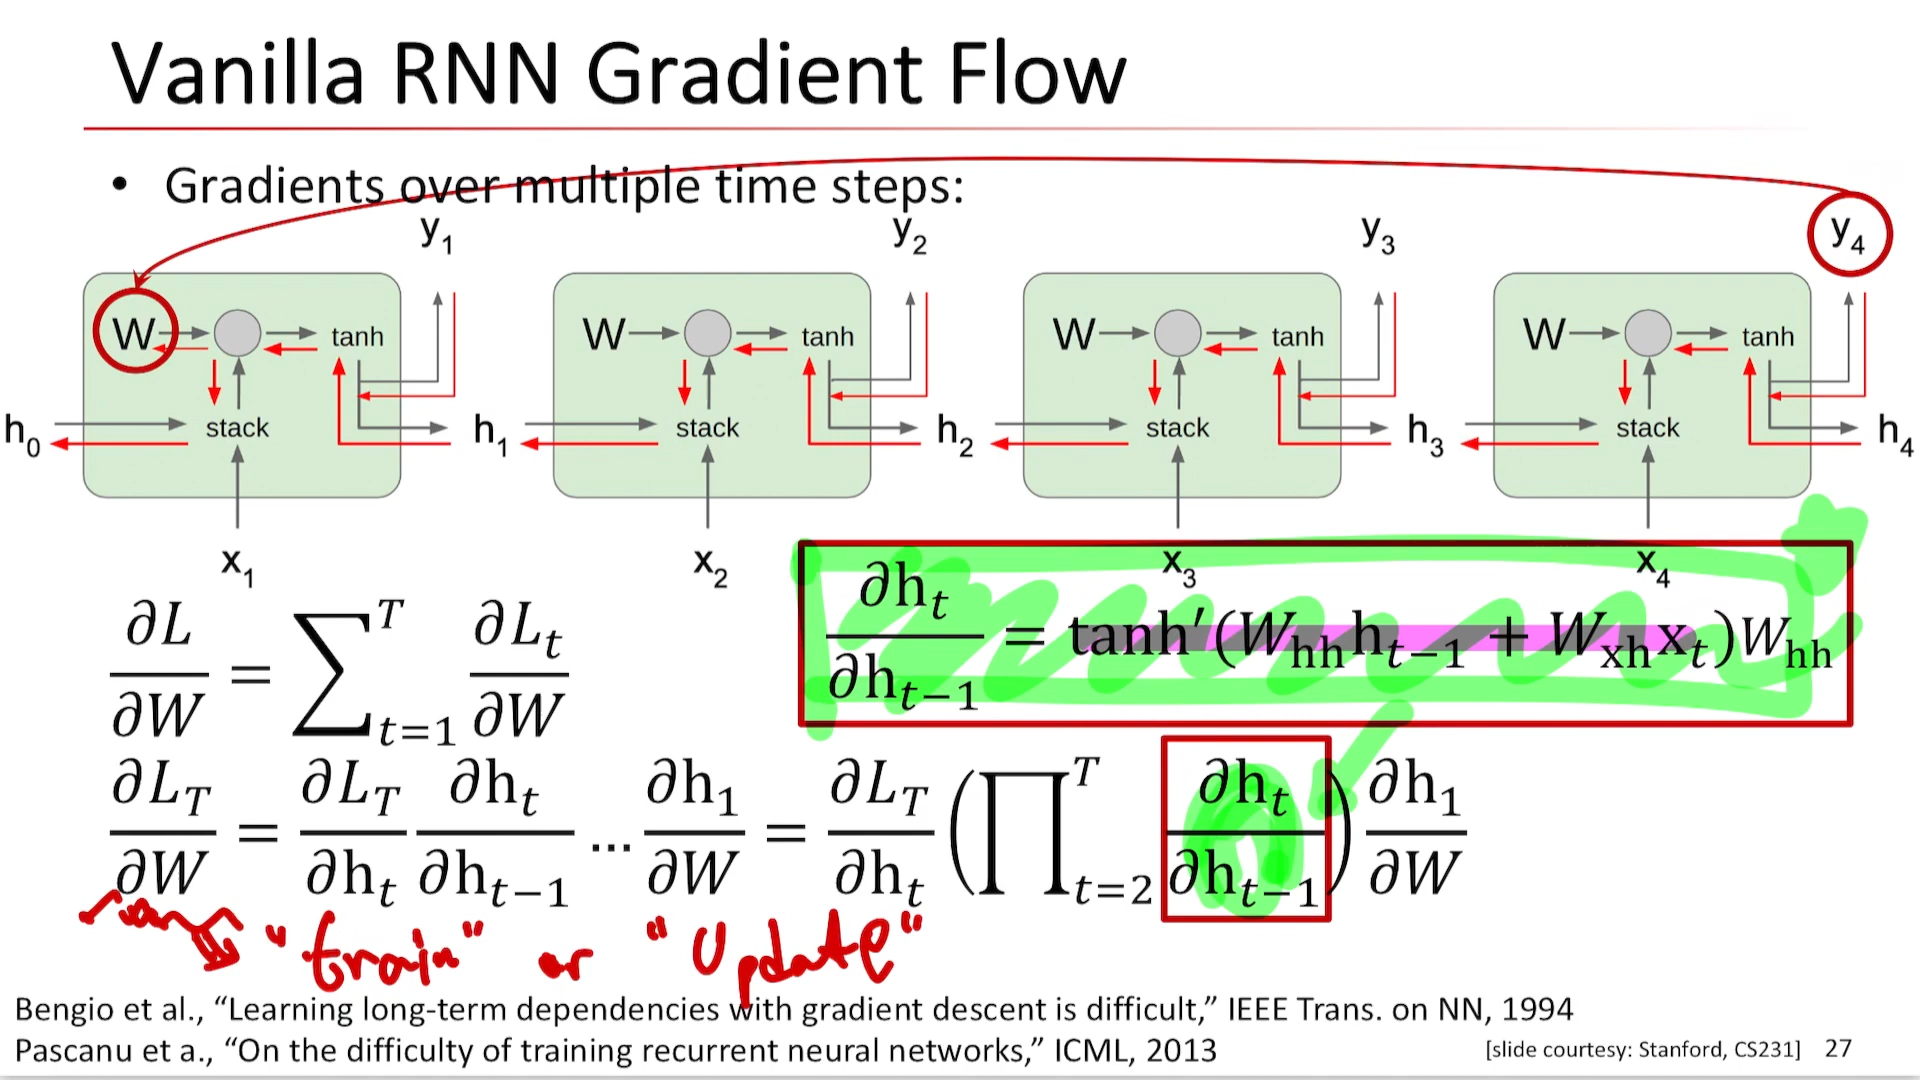 Vanilla RNN Gradient Flow
• Gradients over multiple time steps:
y₁ y₂ y₃ y₄
W tanh W tanh W tanh W tanh
h₀ stack h₁ stack h₂ stack h₃ stack h₄
x₁ x₂ x₃ x₄
∂L/∂W = ∑_{t=1}^{T} ∂L_t/∂W
∂h_t/∂h_{t−1} = tanh′(W_hh h_{t−1} + W_xh x_t)W_hh
∂L_T/∂W = ∂L_T/∂h_t ∂h_t/∂h_{t−1} … ∂h₁/∂W = ∂L_T/∂h_t (∏_{t=2}^{T} ∂h_t/∂h_{t−1}) ∂h₁/∂W
"train" or "Update"
Bengio et al., “Learning long-term dependencies with gradient descent is difficult,” IEEE Trans. on NN, 1994
Pascanu et a., “On the difficulty of training recurrent neural networks,” ICML, 2013
[slide courtesy: Stanford, CS231] 27